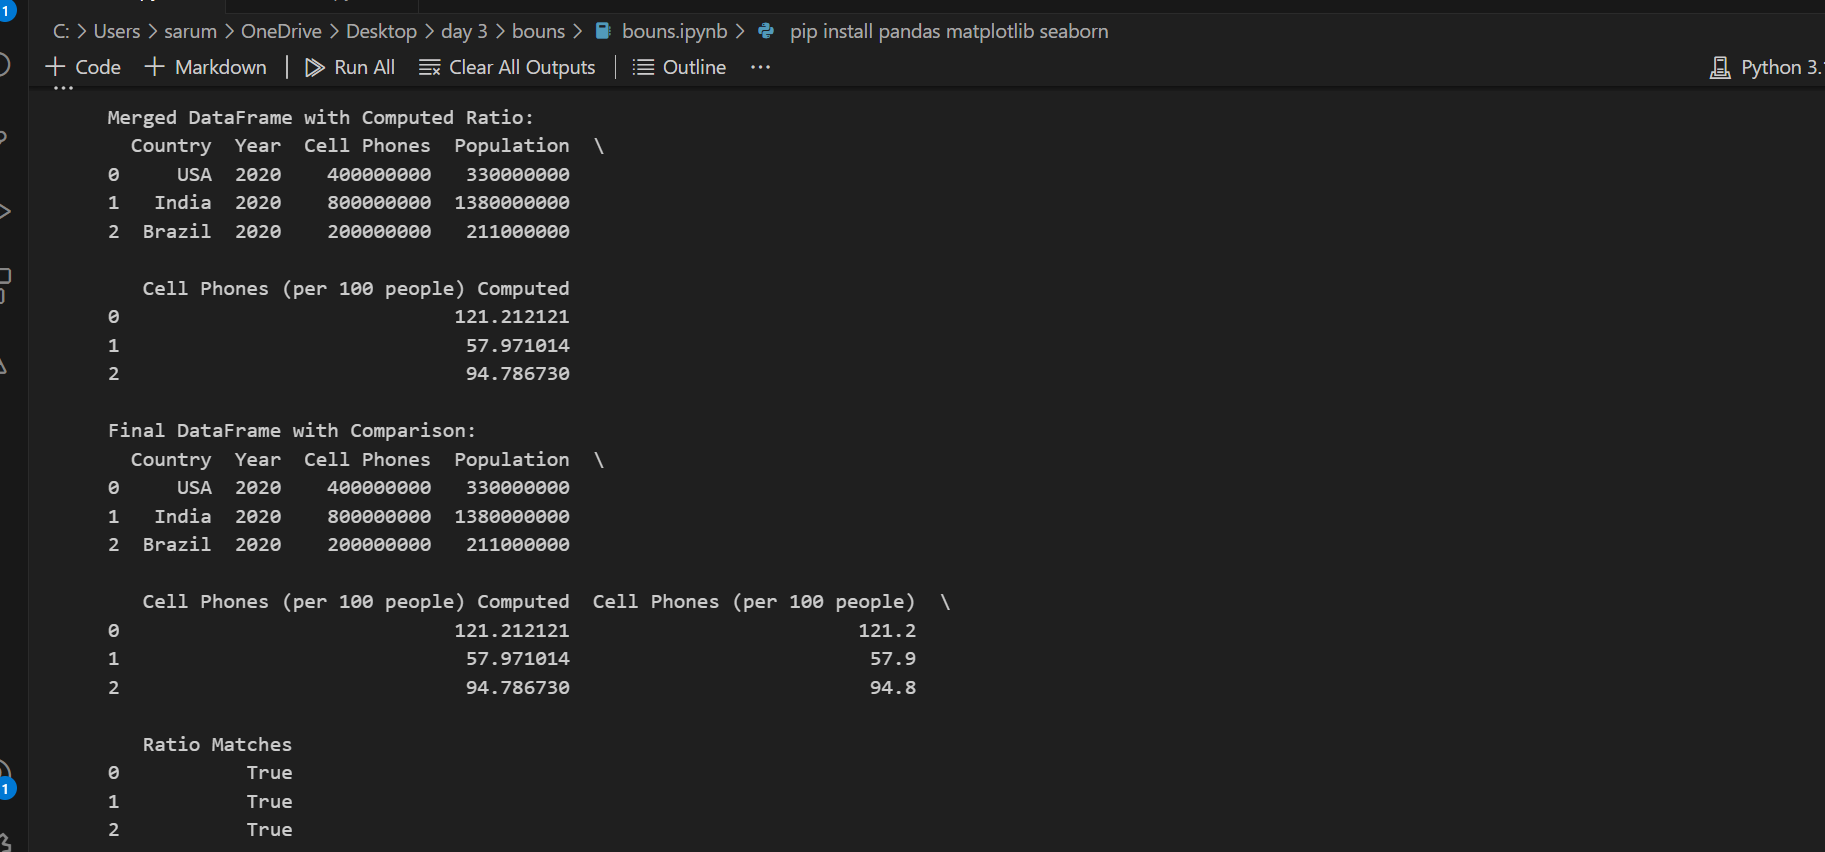 C: > Users > sarum > OneDrive > Desktop > day 3 > bouns > bouns.ipynb > pip install pandas matplotlib seaborn
+ Code + Markdown | Run All Clear All Outputs | Outline ...
Python 3.
...
Merged DataFrame with Computed Ratio:
  Country  Year  Cell Phones  Population  \
0     USA  2020    400000000   330000000
1   India  2020    800000000  1380000000
2  Brazil  2020    200000000   211000000
   Cell Phones (per 100 people) Computed
0                             121.212121
1                              57.971014
2                              94.786730
Final DataFrame with Comparison:
  Country  Year  Cell Phones  Population  \
0     USA  2020    400000000   330000000
1   India  2020    800000000  1380000000
2  Brazil  2020    200000000   211000000
   Cell Phones (per 100 people) Computed  Cell Phones (per 100 people)  \
0                             121.212121                         121.2
1                              57.971014                          57.9
2                              94.786730                          94.8
   Ratio Matches
0           True
1           True
2           True
1
1